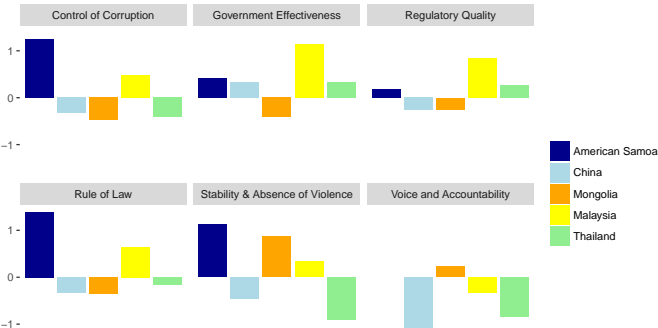 Control of Corruption
Government Effectiveness
Regulatory Quality
1
0
−1
Rule of Law
Stability & Absence of Violence
Voice and Accountability
1
0
−1
American Samoa
China
Mongolia
Malaysia
Thailand